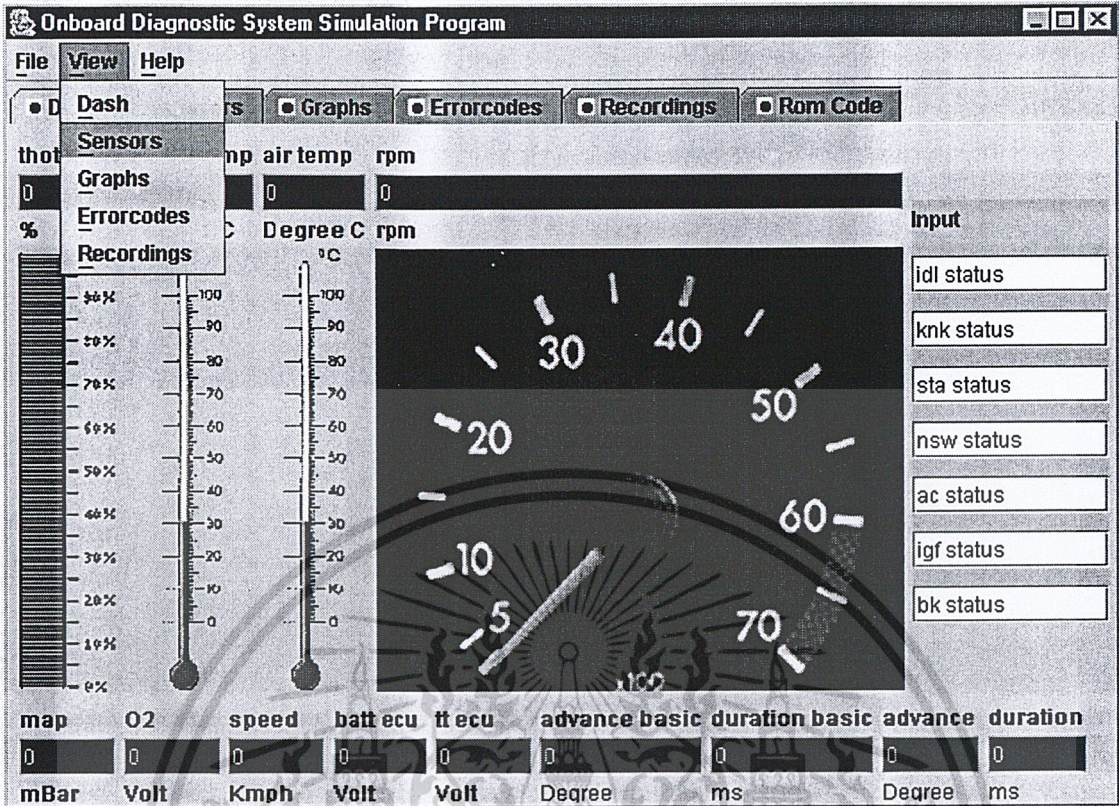 Onboard Diagnostic System Simulation Program
File View Help
Dash
Sensors
Graphs
Errorcodes
Recordings
D rs Graphs Errorcodes Recordings Rom Code
thot mp air temp rpm
0 0 0
% C Degree C rpm
°C
90%
80%
70%
60%
50%
40%
30%
20%
10%
0%
100
90
80
70
60
50
40
30
20
10
0
100
90
80
70
60
50
40
30
20
10
0
5
10
20
30
40
50
60
70
x100
Input
idl status
knk status
sta status
nsw status
ac status
igf status
bk status
map O2 speed batt ecu tt ecu advance basic duration basic advance duration
0 0 0 0 0 0 0 0 0
mBar Volt Kmph Volt Volt Degree ms Degree ms